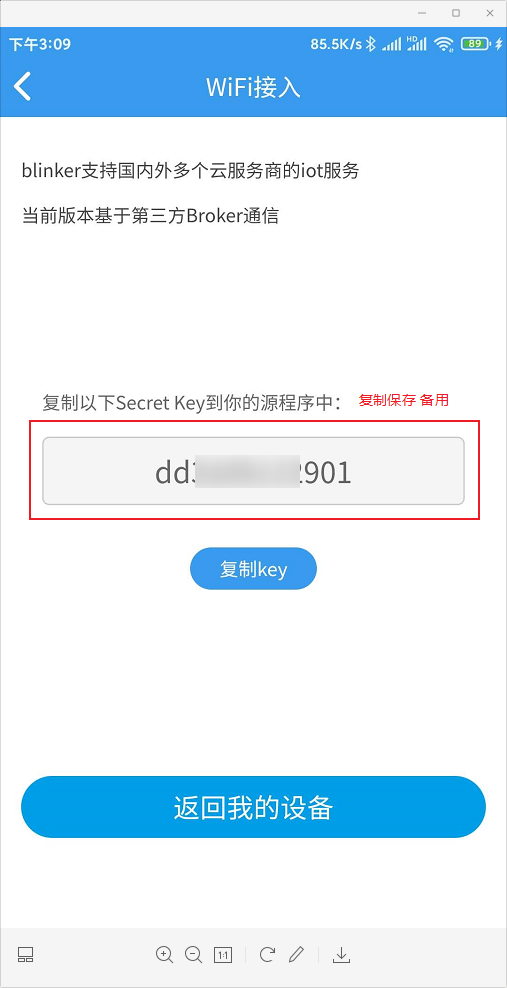 下午3:09
85.5K/s
HD
89
WiFi接入
blinker支持国内外多个云服务商的iot服务
当前版本基于第三方Broker通信
复制以下Secret Key到你的源程序中:
复制保存 备用
dd
2901
复制key
返回我的设备
1:1